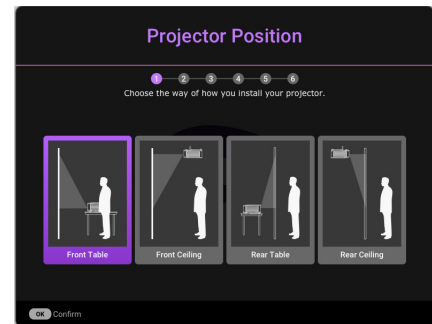 Projector Position
1 2 3 4 5 6
Choose the way of how you install your projector.
Front Table Front Ceiling Rear Table Rear Ceiling
OK Confirm